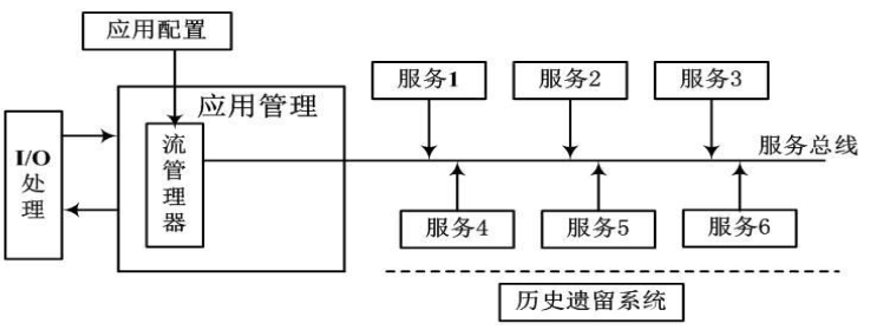 应用配置
应用管理
I/O
处理
流管理器
服务1
服务2
服务3
服务总线
服务4
服务5
服务6
历史遗留系统